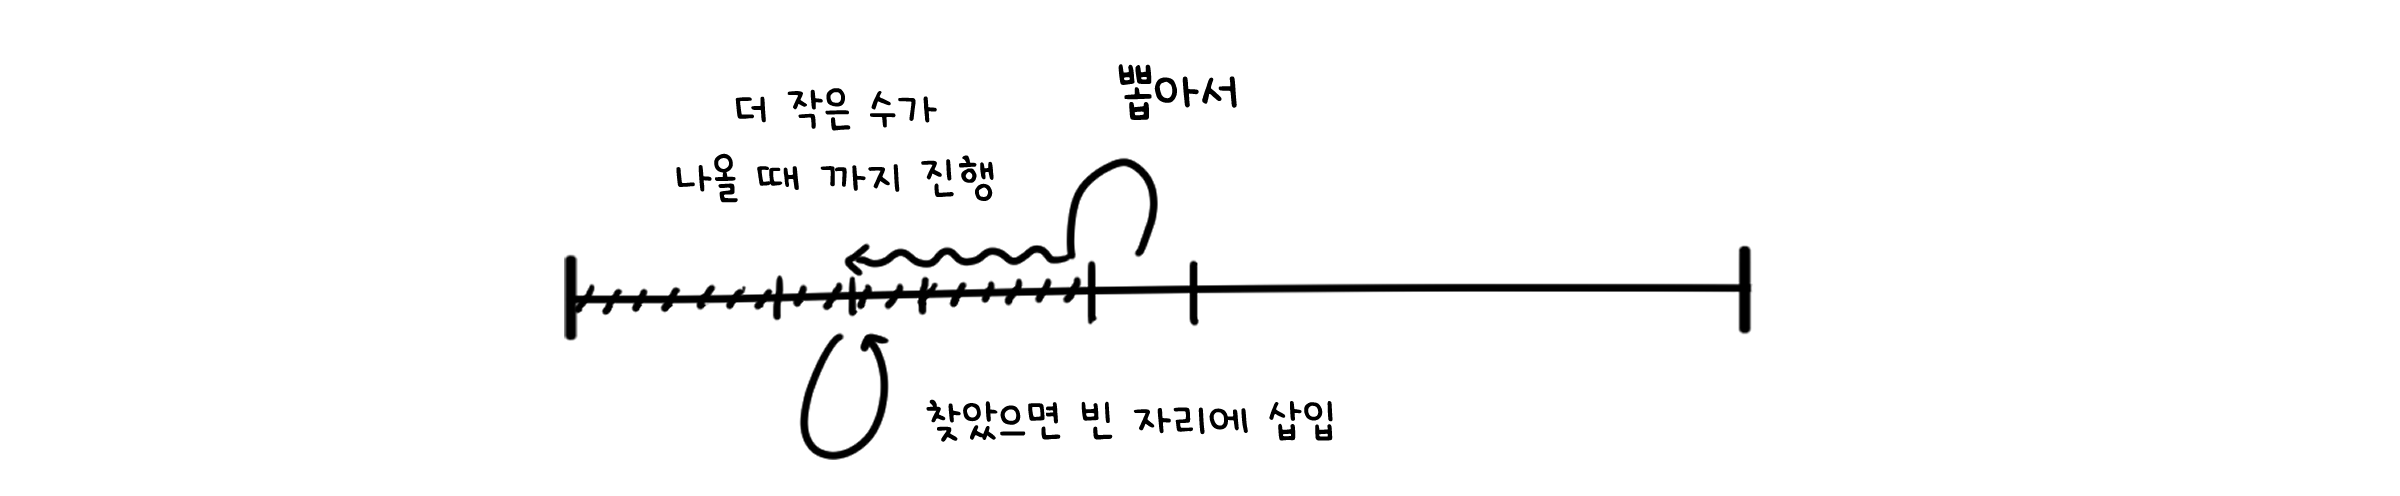 더 작은 수가
나올 때 까지 진행
뽑아서
찾았으면 빈 자리에 삽입